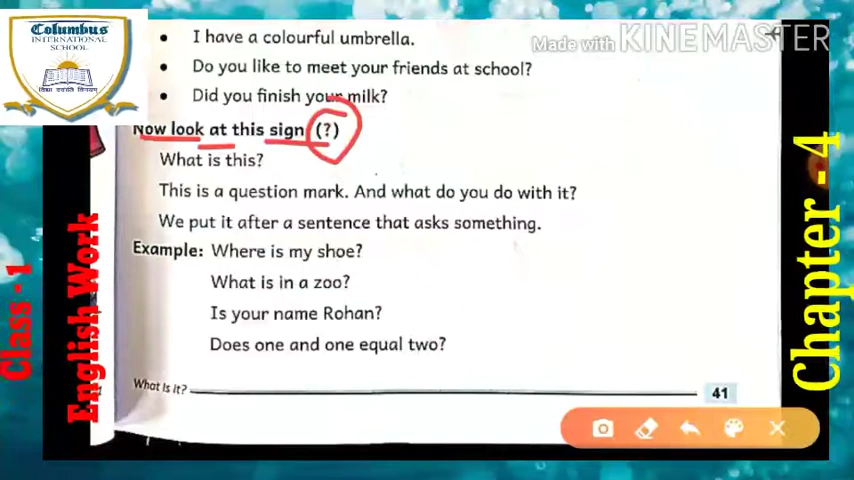 Columbus
INTERNATIONAL
SCHOOL
Made with KINEMASTER
• I have a colourful umbrella.
• Do you like to meet your friends at school?
• Did you finish your milk?
Now look at this sign (?)
What is this?
This is a question mark. And what do you do with it?
We put it after a sentence that asks something.
Example: Where is my shoe?
What is in a zoo?
Is your name Rohan?
Does one and one equal two?
What Is It?
41
Class - 1
English Work
Chapter - 4